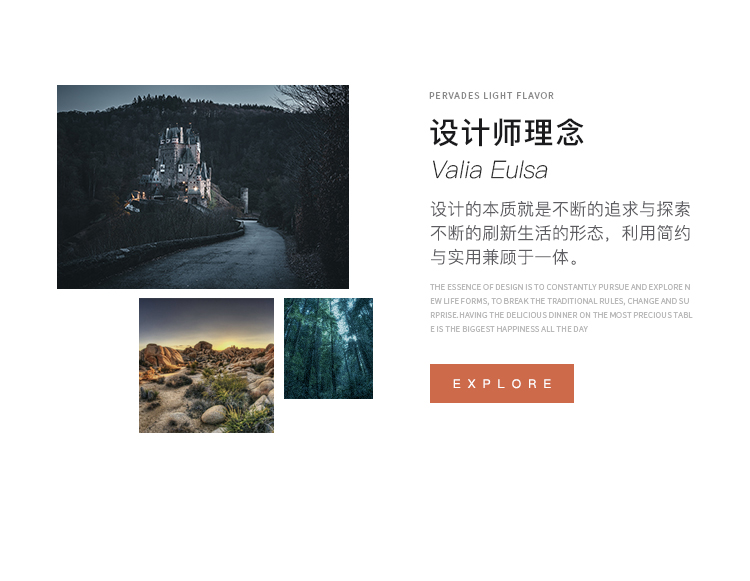 PERVADES LIGHT FLAVOR
设计师理念
Valia Eulsa
设计的本质就是不断的追求与探索
不断的刷新生活的形态，利用简约
与实用兼顾于一体。
THE ESSENCE OF DESIGN IS TO CONSTANTLY PURSUE AND EXPLORE N
EW LIFE FORMS, TO BREAK THE TRADITIONAL RULES, CHANGE AND SU
RPRISE.HAVING THE DELICIOUS DINNER ON THE MOST PRECIOUS TABL
E IS THE BIGGEST HAPPINESS ALL THE DAY
EXPLORE